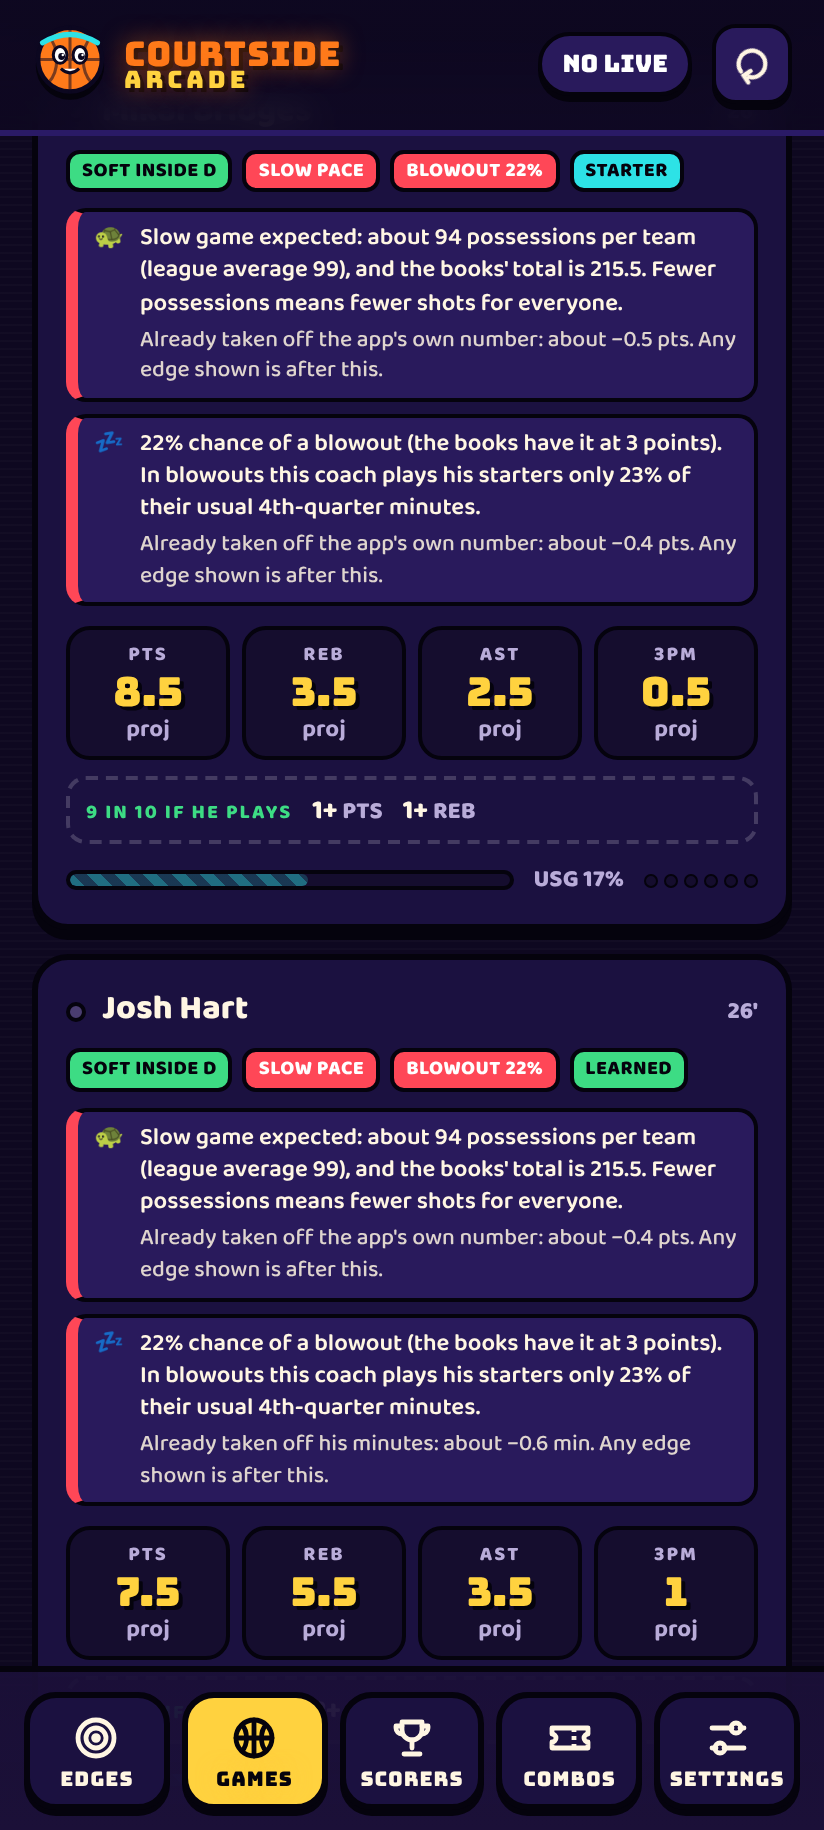 COURTSIDE
ARCADE
NO LIVE
SOFT INSIDE D
SLOW PACE
BLOWOUT 22%
STARTER
Slow game expected: about 94 possessions per team
(league average 99), and the books' total is 215.5. Fewer
possessions means fewer shots for everyone.
Already taken off the app's own number: about −0.5 pts. Any
edge shown is after this.
22% chance of a blowout (the books have it at 3 points).
In blowouts this coach plays his starters only 23% of
their usual 4th-quarter minutes.
Already taken off the app's own number: about −0.4 pts. Any
edge shown is after this.
PTS
8.5
proj
REB
3.5
proj
AST
2.5
proj
3PM
0.5
proj
9 IN 10 IF HE PLAYS 1+ PTS 1+ REB
USG 17%
Josh Hart
26'
SOFT INSIDE D
SLOW PACE
BLOWOUT 22%
LEARNED
Slow game expected: about 94 possessions per team
(league average 99), and the books' total is 215.5. Fewer
possessions means fewer shots for everyone.
Already taken off the app's own number: about −0.4 pts. Any
edge shown is after this.
22% chance of a blowout (the books have it at 3 points).
In blowouts this coach plays his starters only 23% of
their usual 4th-quarter minutes.
Already taken off his minutes: about −0.6 min. Any edge
shown is after this.
PTS
7.5
proj
REB
5.5
proj
AST
3.5
proj
3PM
1
proj
EDGES
GAMES
SCORERS
COMBOS
SETTINGS